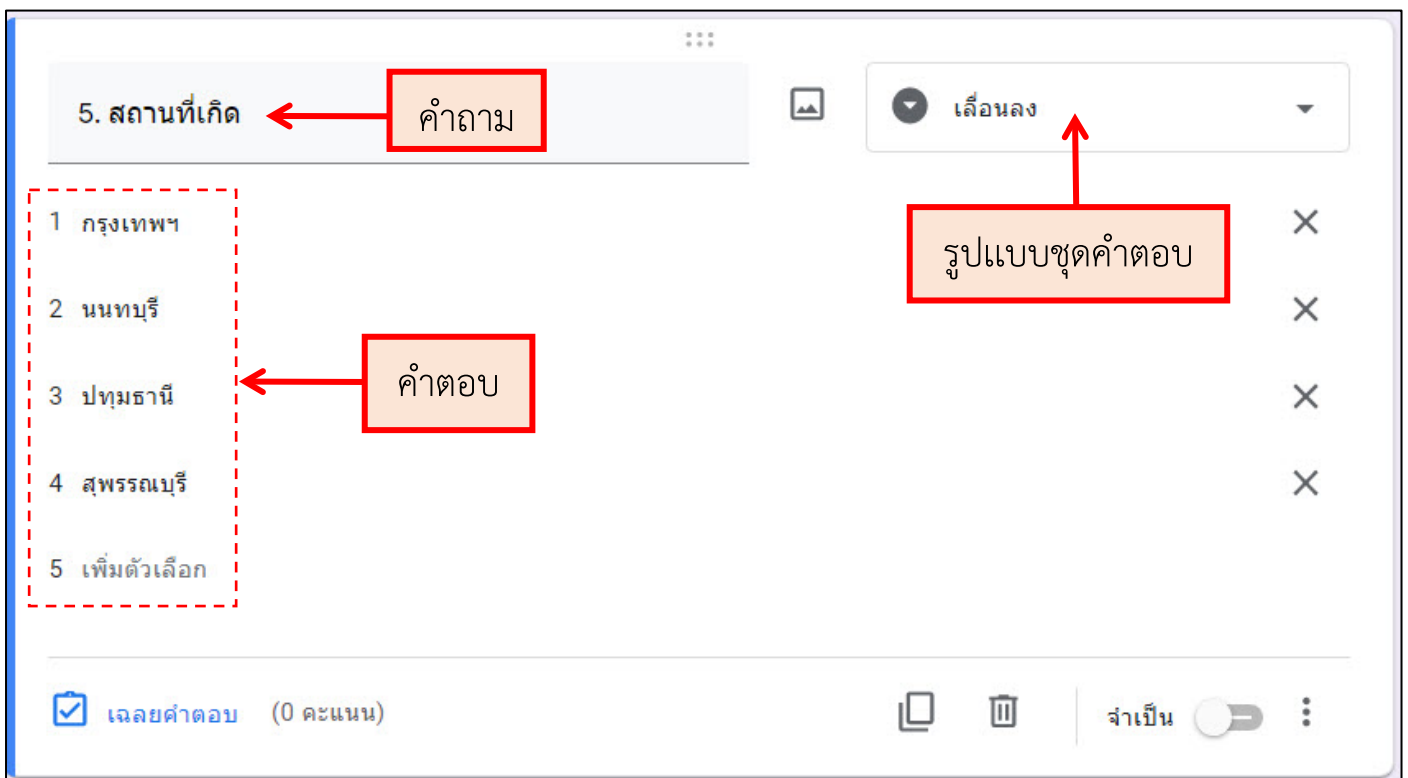 5. สถานที่เกิด
คำถาม
เลื่อนลง
รูปแบบชุดคำตอบ
1 กรุงเทพฯ
2 นนทบุรี
3 ปทุมธานี
คำตอบ
4 สุพรรณบุรี
5 เพิ่มตัวเลือก
เฉลยคำตอบ (0 คะแนน)
จำเป็น